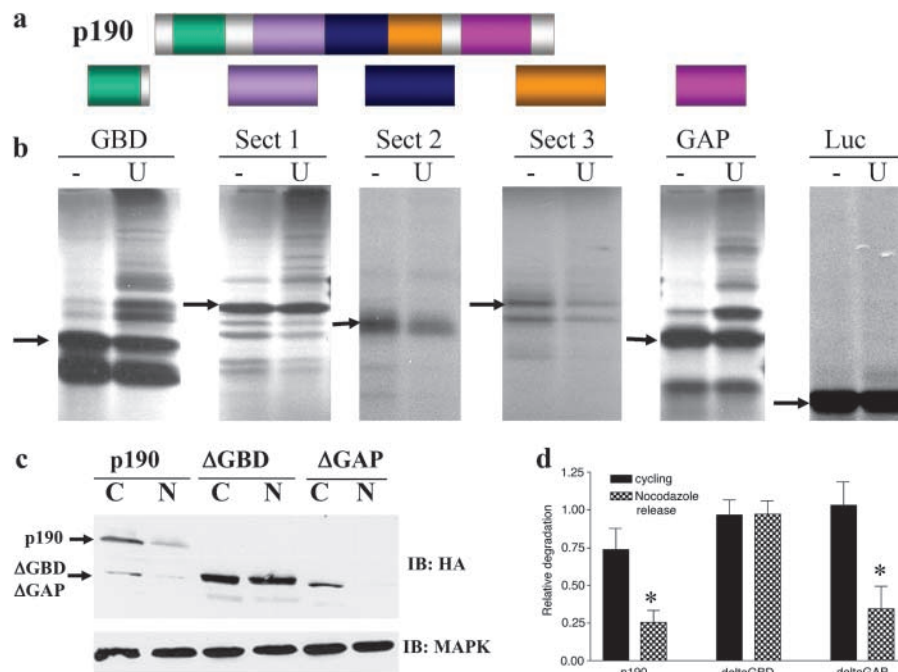 a
p190
b
GBD Sect 1 Sect 2 Sect 3 GAP Luc
- U - U - U - U - U - U
c
p190 ΔGBD ΔGAP
C N C N C N
p190
ΔGBD
ΔGAP
IB: HA
IB: MAPK
d
Relative degradation
1.25
1.00
0.75
0.50
0.25
0.00
cycling
Nocodazole
release
*
*
p190 deltaGBD deltaGAP